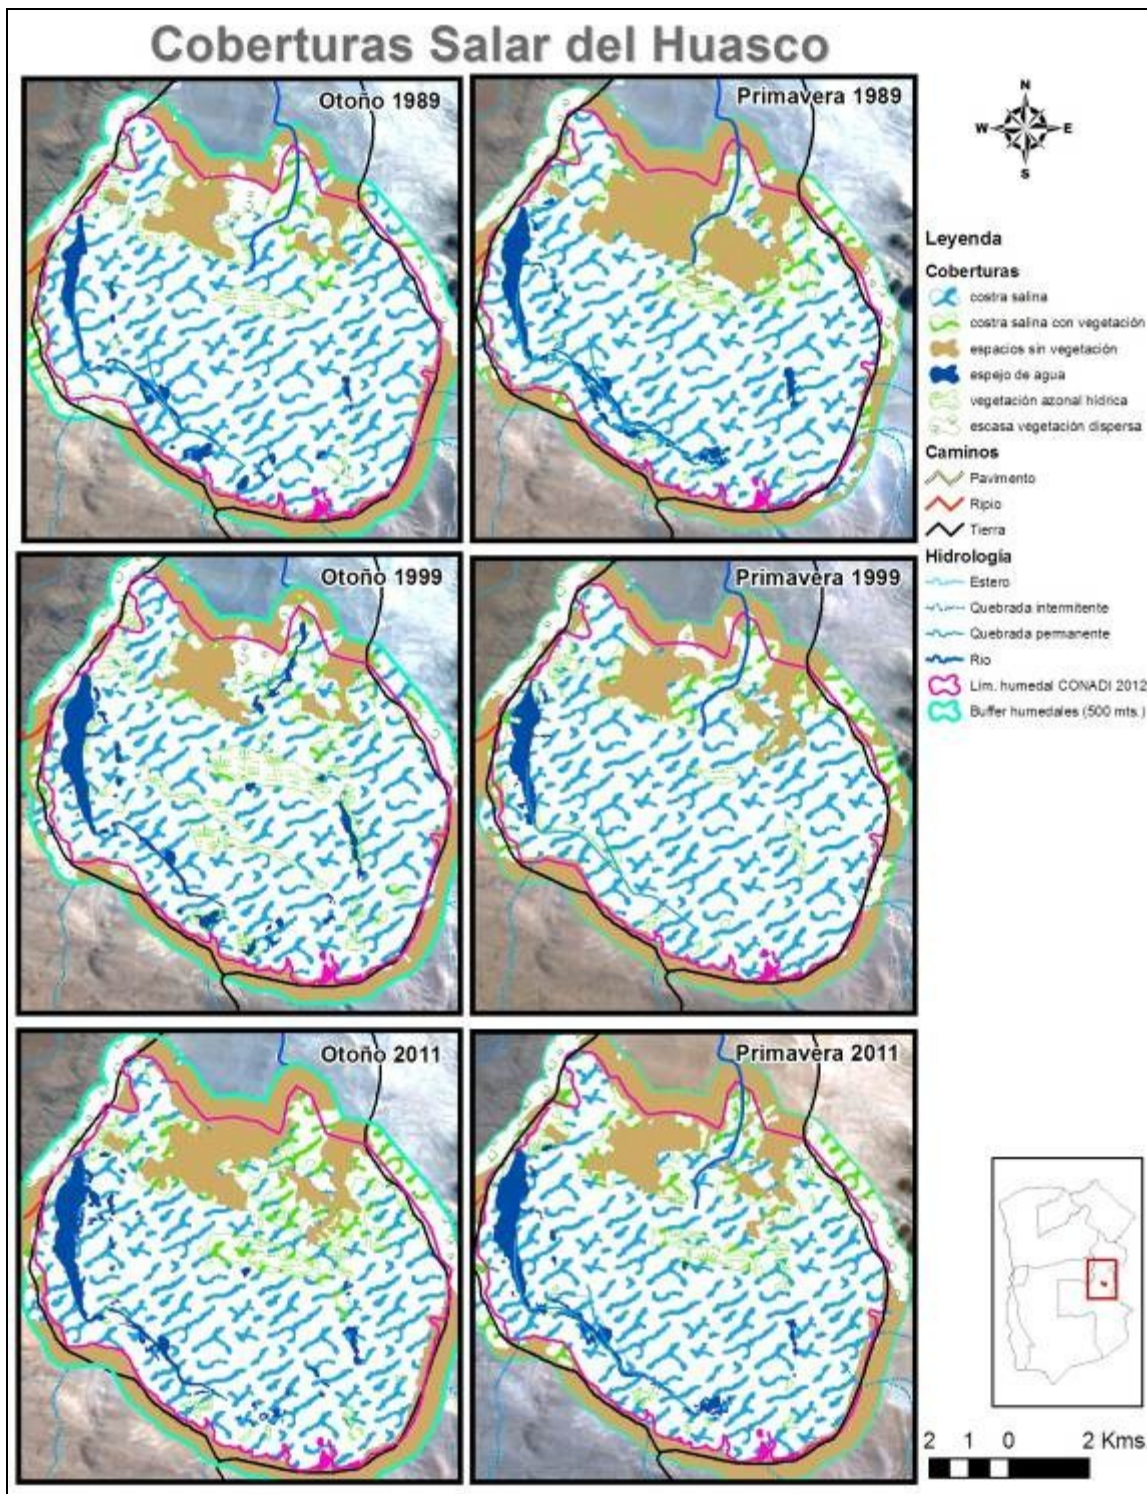 Coberturas Salar del Huasco
Otoño 1989
Primavera 1989
N
W
E
S
Leyenda
Coberturas
costra salina
costra salina con vegetación
espacios sin vegetación
espejo de agua
vegetación azonal hídrica
escasa vegetación dispersa
Caminos
Pavimento
Ripio
Tierra
Hidrología
Estero
Quebrada intermitente
Quebrada permanente
Rio
Lim. humedal CONADI 2012
Buffer humedales (500 mts.)
Otoño 1999
Primavera 1999
Otoño 2011
Primavera 2011
2 1 0 2 Kms